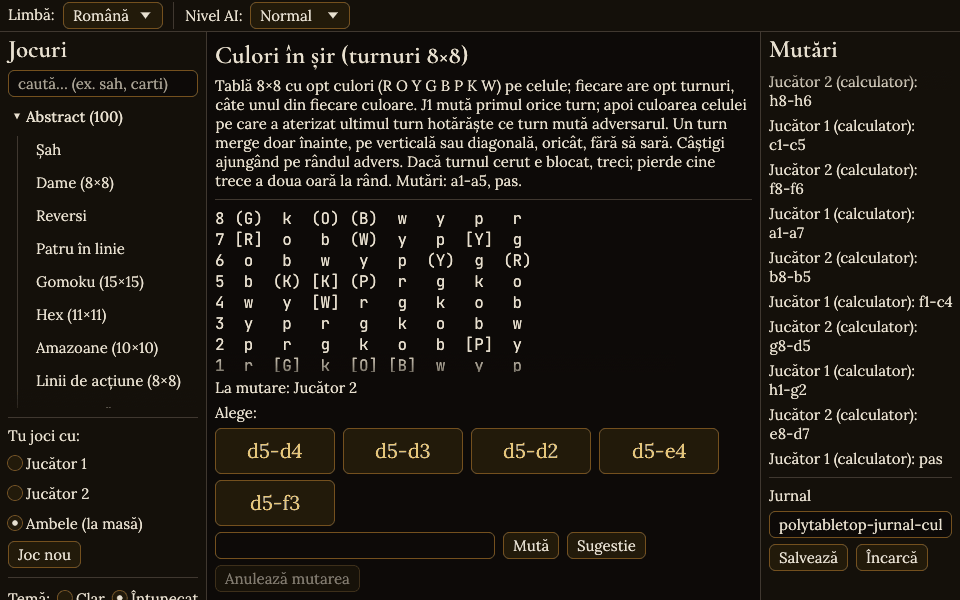 Limbă: Română ▼ Nivel AI: Normal ▼
Jocuri
caută... (ex. sah, carti)
▼ Abstract (100)
Șah
Dame (8×8)
Reversi
Patru în linie
Gomoku (15×15)
Hex (11×11)
Amazoane (10×10)
Linii de acțiune (8×8)
Tu joci cu:
Jucător 1
Jucător 2
Ambele (la masă)
Joc nou
Temă: Clar Întunecat
Culori în șir (turnuri 8×8)
Tablă 8×8 cu opt culori (R O Y G B P K W) pe celule; fiecare are opt turnuri,
câte unul din fiecare culoare. J1 mută primul orice turn; apoi culoarea celulei
pe care a aterizat ultimul turn hotărăște ce turn mută adversarul. Un turn
merge doar înainte, pe verticală sau diagonală, oricât, fără să sară. Câștigi
ajungând pe rândul advers. Dacă turnul cerut e blocat, treci; pierde cine
trece a doua oară la rând. Mutări: a1-a5, pas.
8 (G) k (O) (B) w y p r
7 [R] o b (W) y p [Y] g
6 o b w y p (Y) g (R)
5 b (K) [K] (P) r g k o
4 w y [W] r g k o b
3 y p r g k o b w
2 p r g k o b [P] y
1 r [G] k [O] [B] w y p
La mutare: Jucător 2
Alege:
d5-d4 d5-d3 d5-d2 d5-e4
d5-f3
Mută Sugestie
Anulează mutarea
Mutări
Jucător 2 (calculator):
h8-h6
Jucător 1 (calculator):
c1-c5
Jucător 2 (calculator):
f8-f6
Jucător 1 (calculator):
a1-a7
Jucător 2 (calculator):
b8-b5
Jucător 1 (calculator): f1-c4
Jucător 2 (calculator):
g8-d5
Jucător 1 (calculator):
h1-g2
Jucător 2 (calculator):
e8-d7
Jucător 1 (calculator): pas
Jurnal
polytabletop-jurnal-cul
Salvează Încarcă